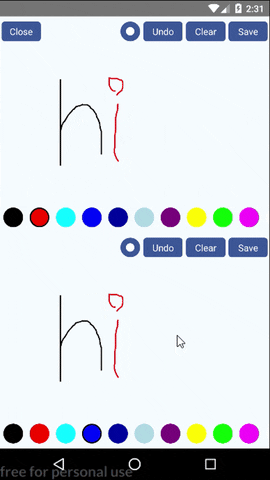 2:31
Close Undo Clear Save
hi
Undo Clear Save
hi
free for personal use